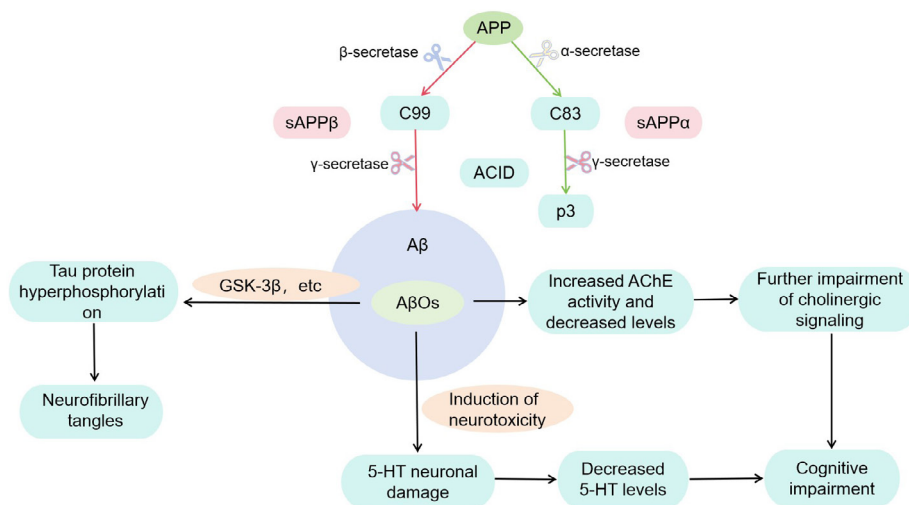 APP
β-secretase
α-secretase
sAPPβ
C99
C83
sAPPα
γ-secretase
ACID
γ-secretase
p3
Aβ
Tau protein
hyperphosphorylati
on
GSK-3β, etc
AβOs
Increased AChE
activity and
decreased levels
Further impairment
of cholinergic
signaling
Neurofibrillary
tangles
Induction of
neurotoxicity
5-HT neuronal
damage
Decreased
5-HT levels
Cognitive
impairment